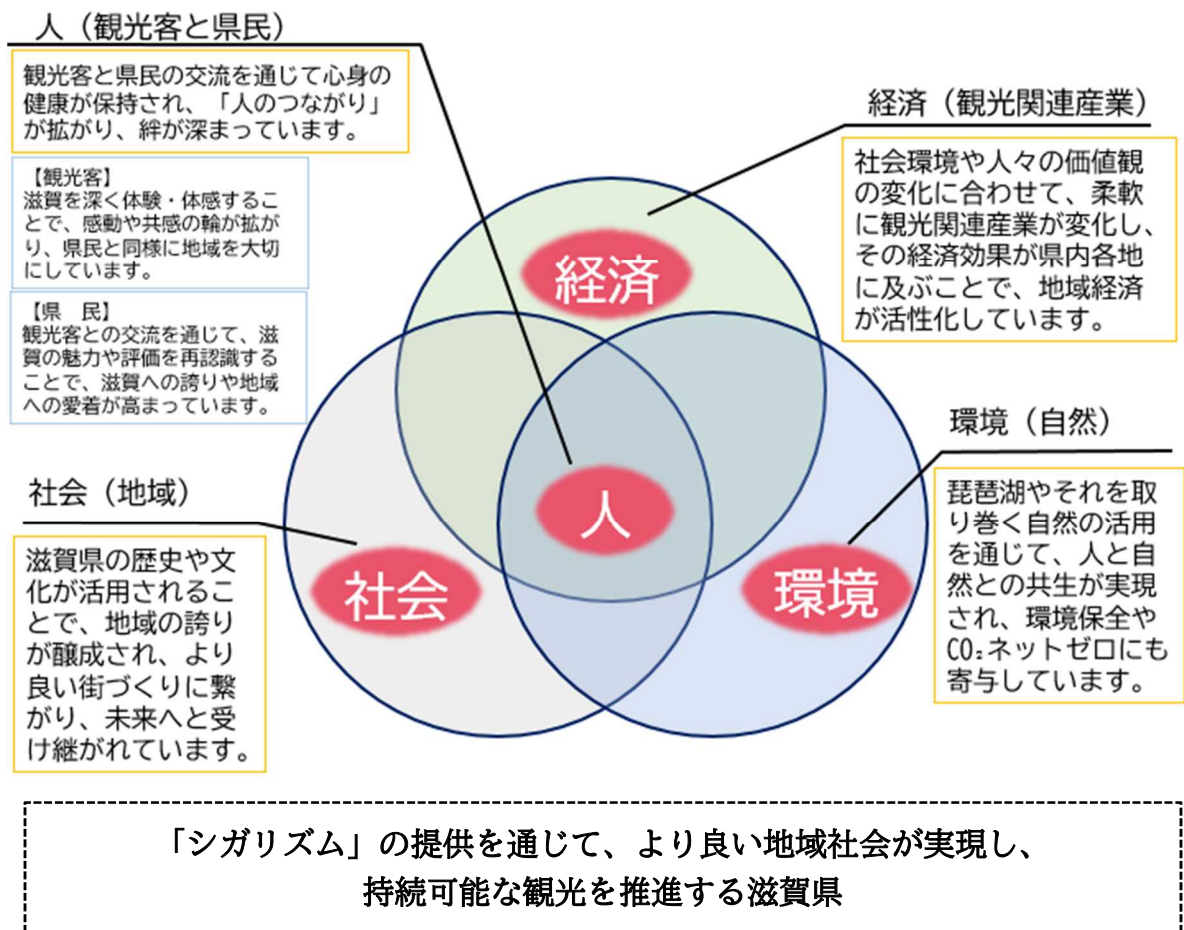 人（観光客と県民）
観光客と県民の交流を通じて心身の
健康が保持され、「人のつながり」
が拡がり、絆が深まっています。
【観光客】
滋賀を深く体験・体感するこ
とで、感動や共感の輪が拡が
り、県民と同様に地域を大切
にしています。
【県　民】
観光客との交流を通じて、滋
賀の魅力や評価を再認識する
ことで、滋賀への誇りや地域
への愛着が高まっています。
経済（観光関連産業）
社会環境や人々の価値観
の変化に合わせて、柔軟
に観光関連産業が変化し、
その経済効果が県内各地
に及ぶことで、地域経済
が活性化しています。
経済
人
社会
環境
社会（地域）
滋賀県の歴史や文
化が活用されるこ
とで、地域の誇り
が醸成され、より
良い街づくりに繋
がり、未来へと受
け継がれています。
環境（自然）
琵琶湖やそれを取
り巻く自然の活用
を通じて、人と自
然との共生が実現
され、環境保全や
CO₂ネットゼロにも
寄与しています。
「シガリズム」の提供を通じて、より良い地域社会が実現し、
持続可能な観光を推進する滋賀県